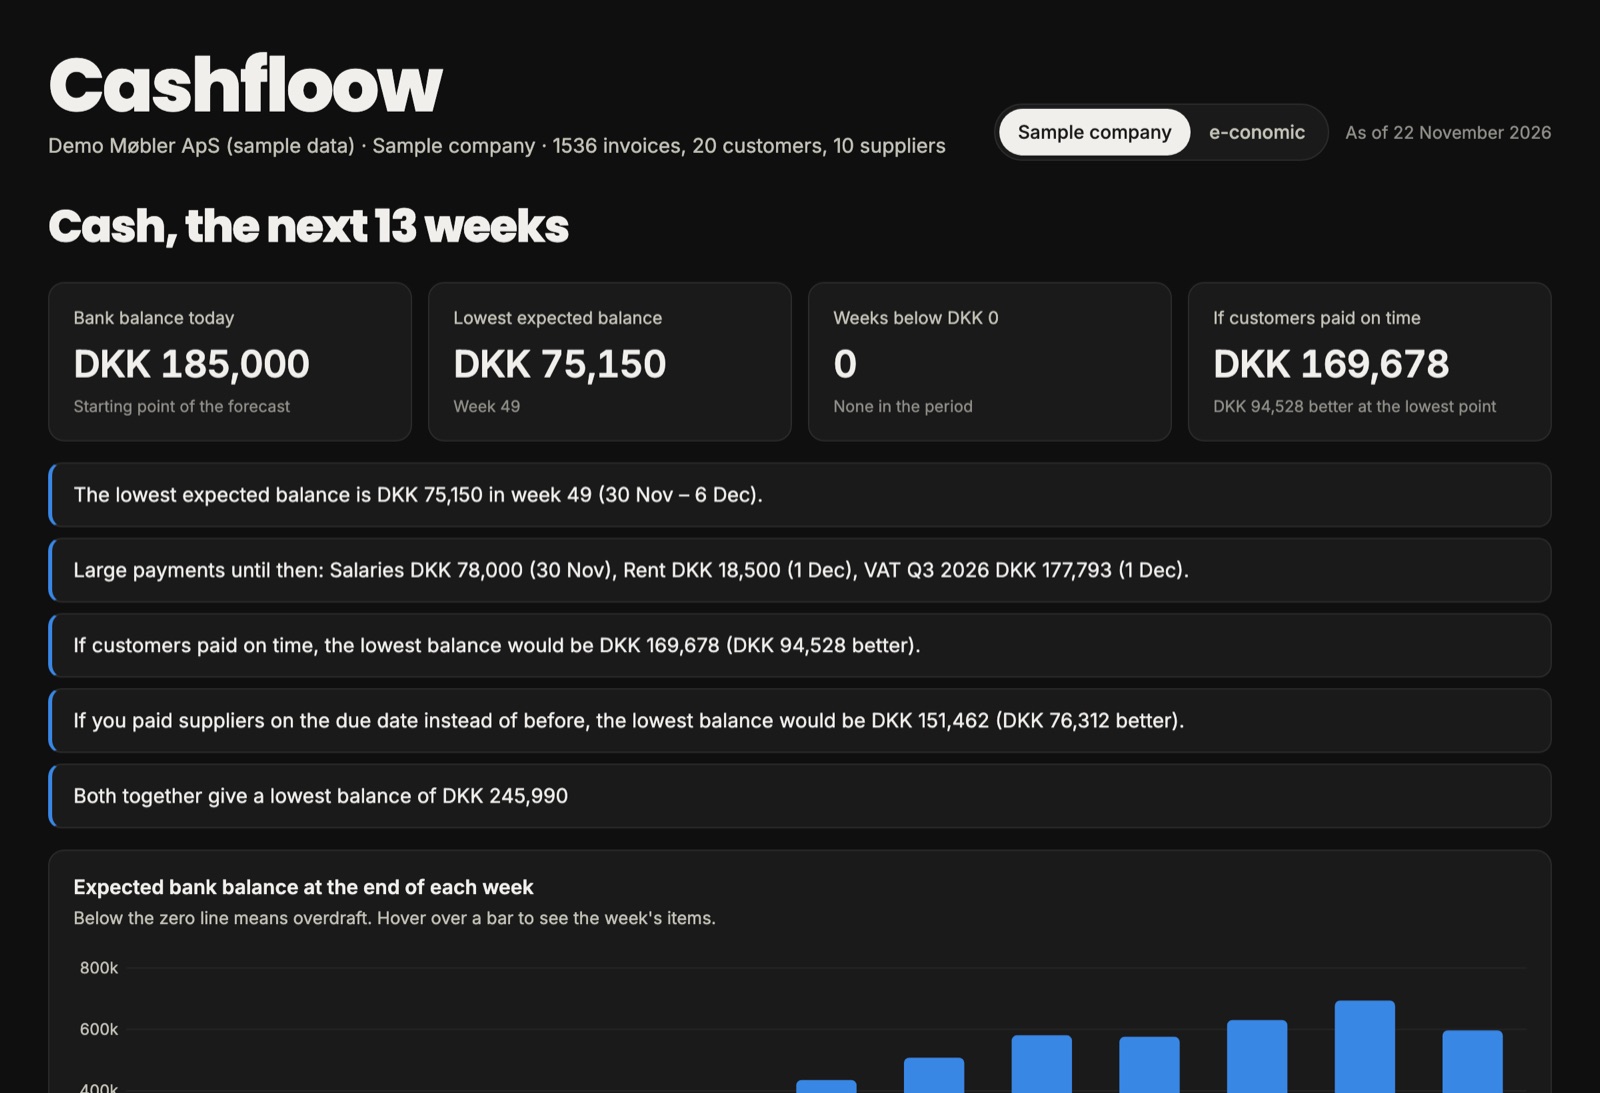 Cashfloow
Demo Møbler ApS (sample data) · Sample company · 1536 invoices, 20 customers, 10 suppliers
Sample company
e-conomic
As of 22 November 2026
Cash, the next 13 weeks
Bank balance today
DKK 185,000
Starting point of the forecast
Lowest expected balance
DKK 75,150
Week 49
Weeks below DKK 0
0
None in the period
If customers paid on time
DKK 169,678
DKK 94,528 better at the lowest point
The lowest expected balance is DKK 75,150 in week 49 (30 Nov – 6 Dec).
Large payments until then: Salaries DKK 78,000 (30 Nov), Rent DKK 18,500 (1 Dec), VAT Q3 2026 DKK 177,793 (1 Dec).
If customers paid on time, the lowest balance would be DKK 169,678 (DKK 94,528 better).
If you paid suppliers on the due date instead of before, the lowest balance would be DKK 151,462 (DKK 76,312 better).
Both together give a lowest balance of DKK 245,990
Expected bank balance at the end of each week
Below the zero line means overdraft. Hover over a bar to see the week's items.
800k
600k
400k